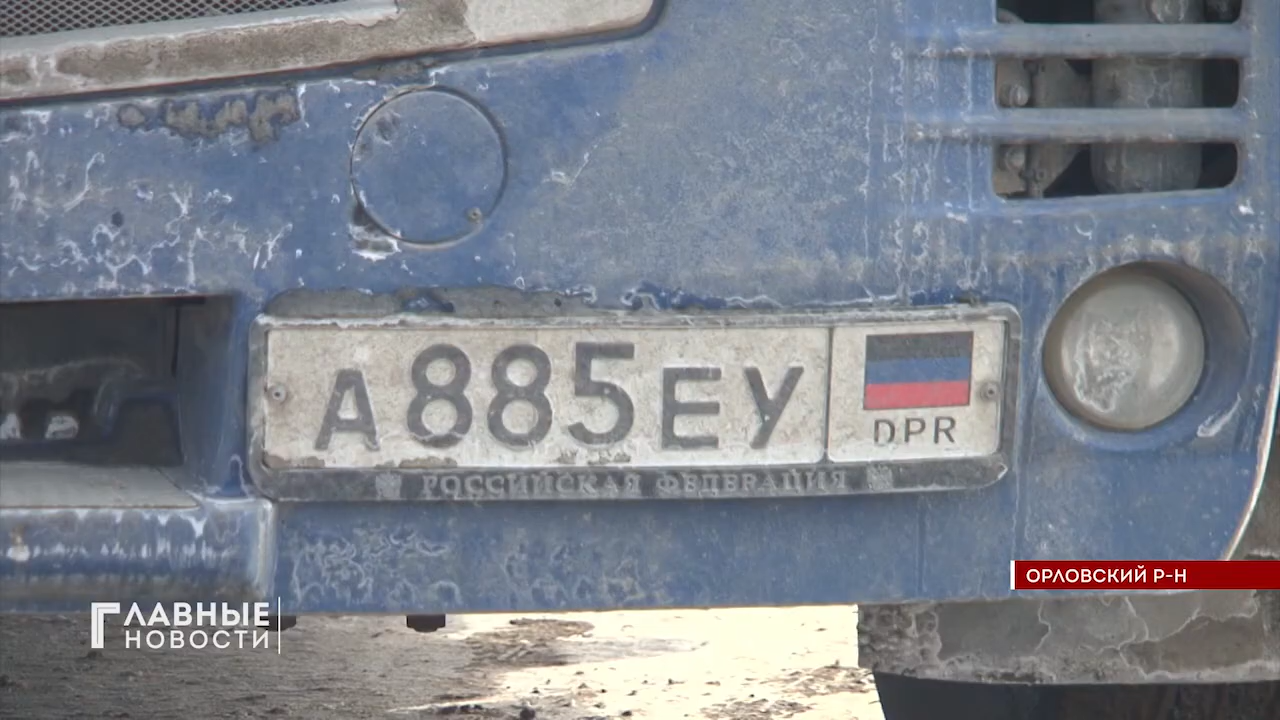 А885ЕУ
DPR
РОССИЙСКАЯ ФЕДЕРАЦИЯ
ОРЛОВСКИЙ Р-Н
ГЛАВНЫЕ
НОВОСТИ